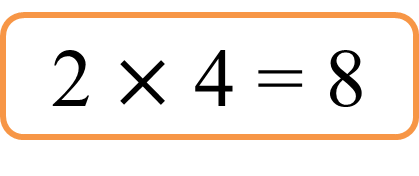 2 × 4 = 8